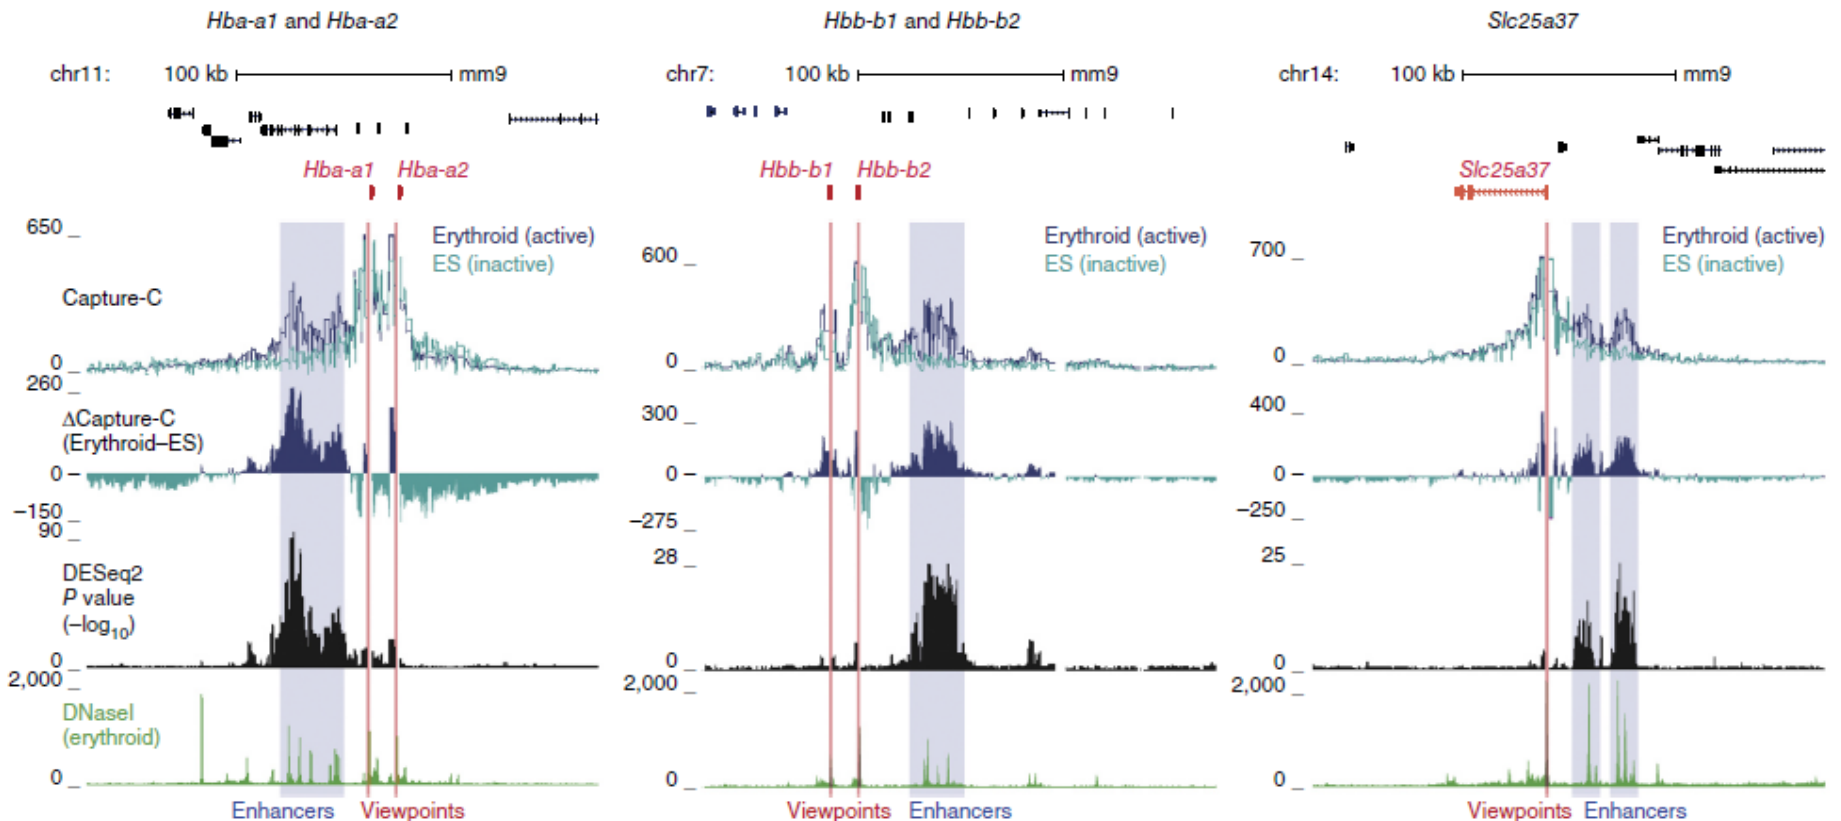 Hba-a1 and Hba-a2
chr11: 100 kb mm9
Hba-a1 Hba-a2
650
Erythroid (active)
ES (inactive)
Capture-C
0
260
ΔCapture-C
(Erythroid–ES)
0
–150
90
DESeq2
P value
(–log10)
0
2,000
DNaseI
(erythroid)
0
Enhancers Viewpoints
Hbb-b1 and Hbb-b2
chr7: 100 kb mm9
Hbb-b1 Hbb-b2
Erythroid (active)
600
ES (inactive)
0
300
0
–275
28
0
2,000
0
Viewpoints Enhancers
Slc25a37
chr14: 100 kb mm9
Slc25a37
Erythroid (active)
700
ES (inactive)
0
400
0
–250
25
0
2,000
0
Viewpoints Enhancers